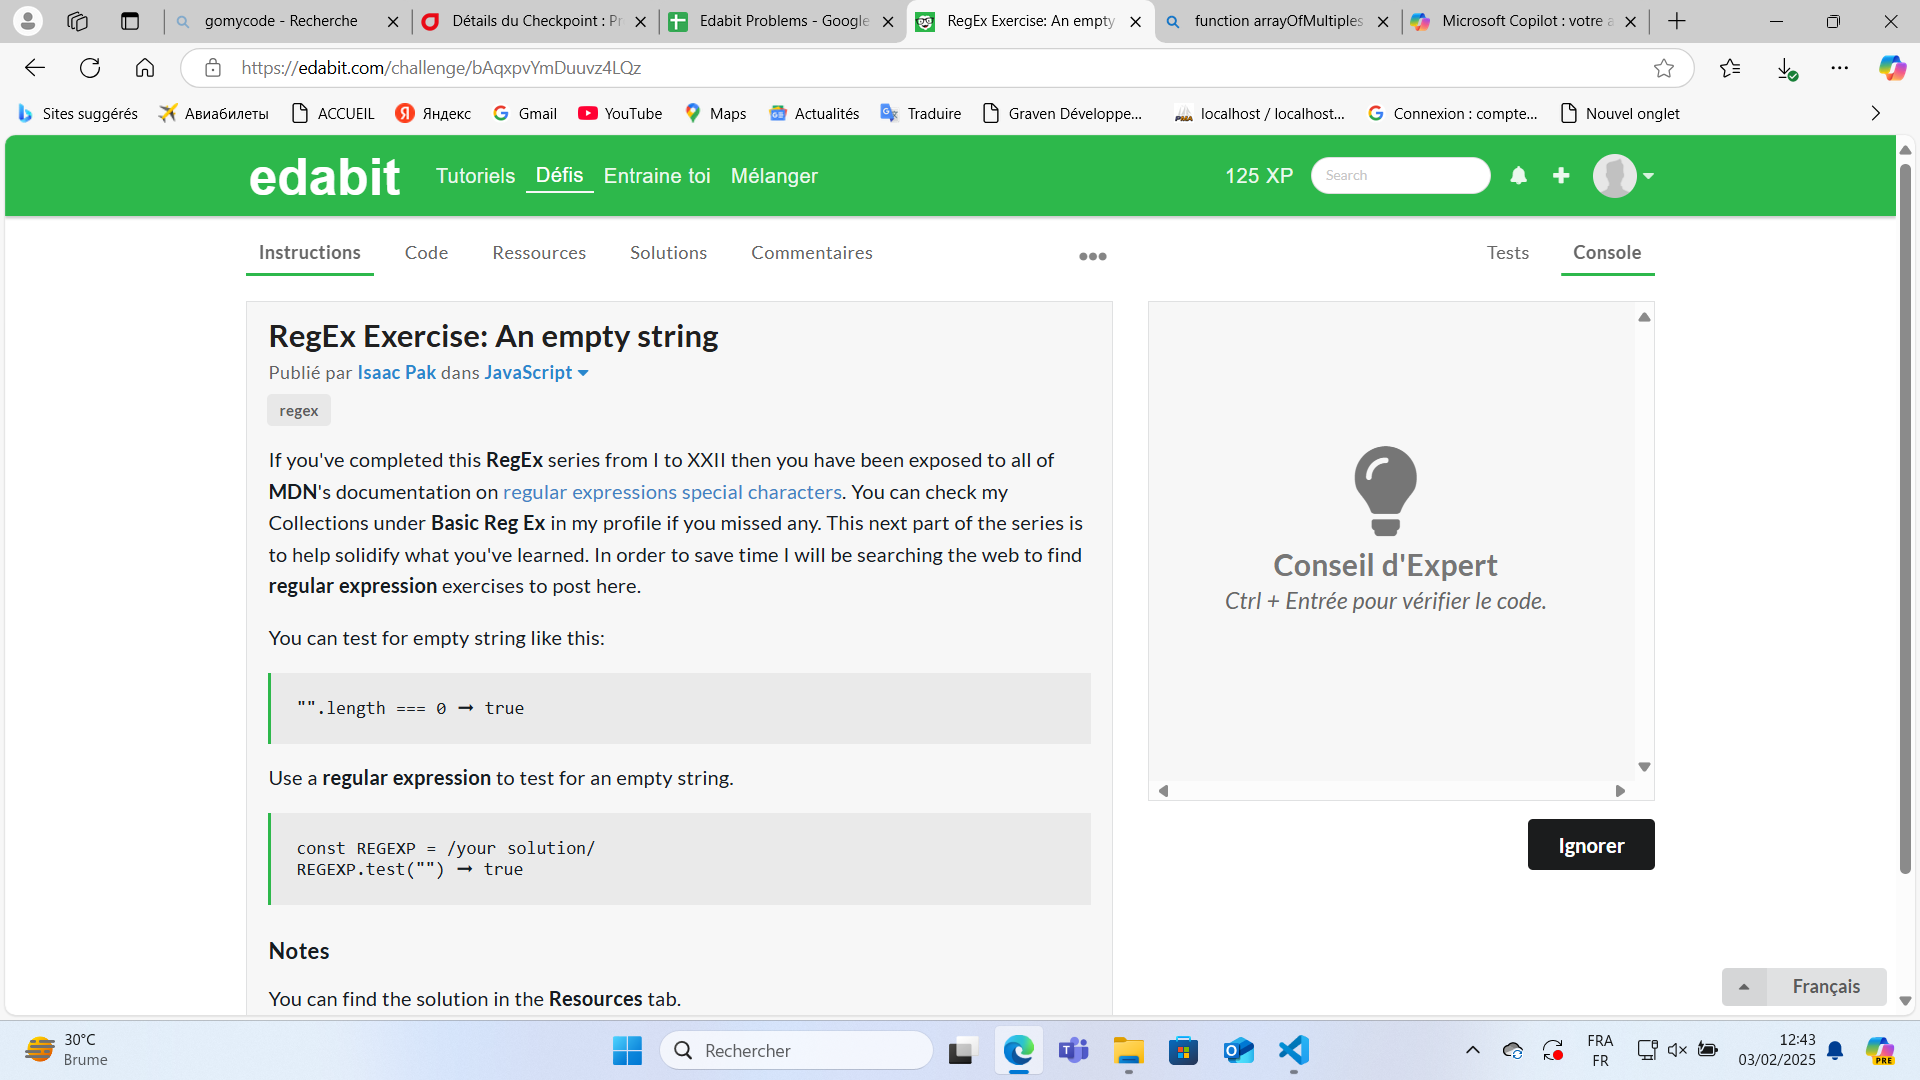 gomycode - Recherche
Détails du Checkpoint : Pr
Edabit Problems - Google
RegEx Exercise: An empty
function arrayOfMultiples
Microsoft Copilot : votre a
https://edabit.com/challenge/bAqxpvYmDuuvz4LQz
Sites suggérés
Авиабилеты
ACCUEIL
Яндекс
Gmail
YouTube
Maps
Actualités
Traduire
Graven Développe...
localhost / localhost...
Connexion : compte...
Nouvel onglet
edabit
Tutoriels
Défis
Entraine toi
Mélanger
125 XP
Search
Instructions
Code
Ressources
Solutions
Commentaires
Tests
Console
RegEx Exercise: An empty string
Publié par Isaac Pak dans JavaScript
regex
If you've completed this RegEx series from I to XXII then you have been exposed to all of
MDN's documentation on regular expressions special characters. You can check my
Collections under Basic Reg Ex in my profile if you missed any. This next part of the series is
to help solidify what you've learned. In order to save time I will be searching the web to find
regular expression exercises to post here.
You can test for empty string like this:
"".length === 0 ➞ true
Use a regular expression to test for an empty string.
const REGEXP = /your solution/
REGEXP.test("") ➞ true
Notes
You can find the solution in the Resources tab.
Conseil d'Expert
Ctrl + Entrée pour vérifier le code.
Ignorer
Français
30°C
Brume
Rechercher
FRA
FR
12:43
03/02/2025
PRE